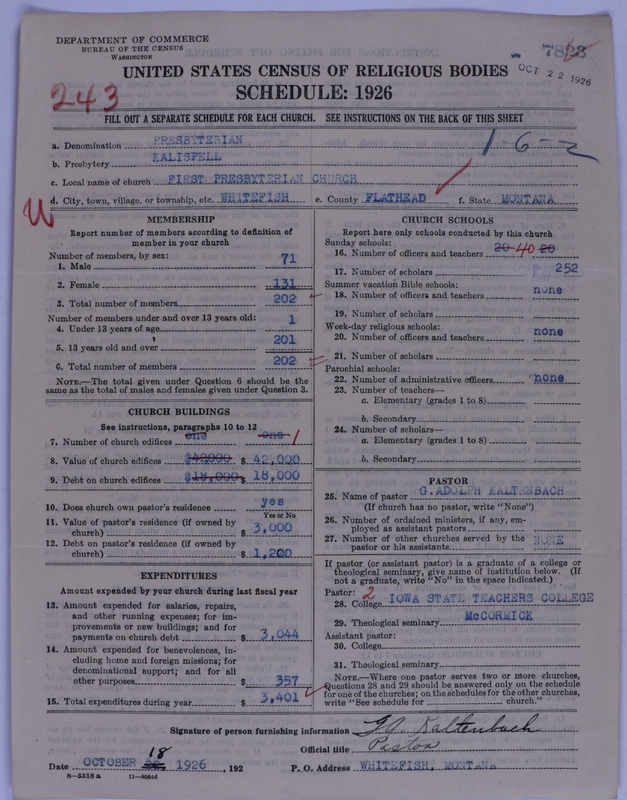 DEPARTMENT OF COMMERCE
BUREAU OF THE CENSUS
WASHINGTON
7823
OCT 22 1926
UNITED STATES CENSUS OF RELIGIOUS BODIES
SCHEDULE: 1926
243
FILL OUT A SEPARATE SCHEDULE FOR EACH CHURCH. SEE INSTRUCTIONS ON THE BACK OF THIS SHEET
a. Denomination PRESBYTERIAN
b. Presbytery KALISPELL
c. Local name of church FIRST PRESBYTERIAN CHURCH
d. City, town, village, or township, etc. WHITEFISH e. County FLATHEAD f. State MONTANA
W
MEMBERSHIP
Report number of members according to definition of
member in your church
Number of members, by sex:
1. Male 71
2. Female 131
3. Total number of members 202
Number of members under and over 13 years old:
4. Under 13 years of age 1
5. 13 years old and over 201
6. Total number of members 202
NOTE.—The total given under Question 6 should be the
same as the total of males and females given under Question 3.
CHURCH BUILDINGS
See instructions, paragraphs 10 to 12
7. Number of church edifices one one 1
8. Value of church edifices $42000 $ 42,000
9. Debt on church edifices $18,000 $ 18,000
10. Does church own pastor's residence yes
Yes or No
11. Value of pastor's residence (if owned by
church) $ 3,000
12. Debt on pastor's residence (if owned by
church) $ 1,200
EXPENDITURES
Amount expended by your church during last fiscal year
13. Amount expended for salaries, repairs,
and other running expenses; for im-
provements or new buildings; and for
payments on church debt $ 3,044
14. Amount expended for benevolences, in-
cluding home and foreign missions; for
denominational support; and for all
other purposes $ 357
15. Total expenditures during year $ 3,401
CHURCH SCHOOLS
Report here only schools conducted by this church
Sunday schools:
16. Number of officers and teachers 20 40 20
17. Number of scholars 252
Summer vacation Bible schools:
18. Number of officers and teachers none
19. Number of scholars
Week-day religious schools:
20. Number of officers and teachers none
21. Number of scholars
Parochial schools:
22. Number of administrative officers none
23. Number of teachers—
a. Elementary (grades 1 to 8)
b. Secondary
24. Number of scholars—
a. Elementary (grades 1 to 8)
b. Secondary
PASTOR
25. Name of pastor G. ADOLPH KALTENBACH
(If church has no pastor, write "None")
26. Number of ordained ministers, if any, em-
ployed as assistant pastors
27. Number of other churches served by the
pastor or his assistants NONE
If pastor (or assistant pastor) is a graduate of a college or
theological seminary, give name of institution below. (If
not a graduate, write "No" in the space indicated.)
Pastor: 2
28. College IOWA STATE TEACHERS COLLEGE
29. Theological seminary McCORMICK
Assistant pastor:
30. College
31. Theological seminary
NOTE.—Where one pastor serves two or more churches,
Questions 28 and 29 should be answered only on the schedule
for one of the churches; on the schedules for the other churches,
write "See schedule for church."
Signature of person furnishing information G A Kaltenbach
Official title Pastor
Date OCTOBER 18 1926, 192 P. O. Address WHITEFISH, MONTANA
8—5518 a